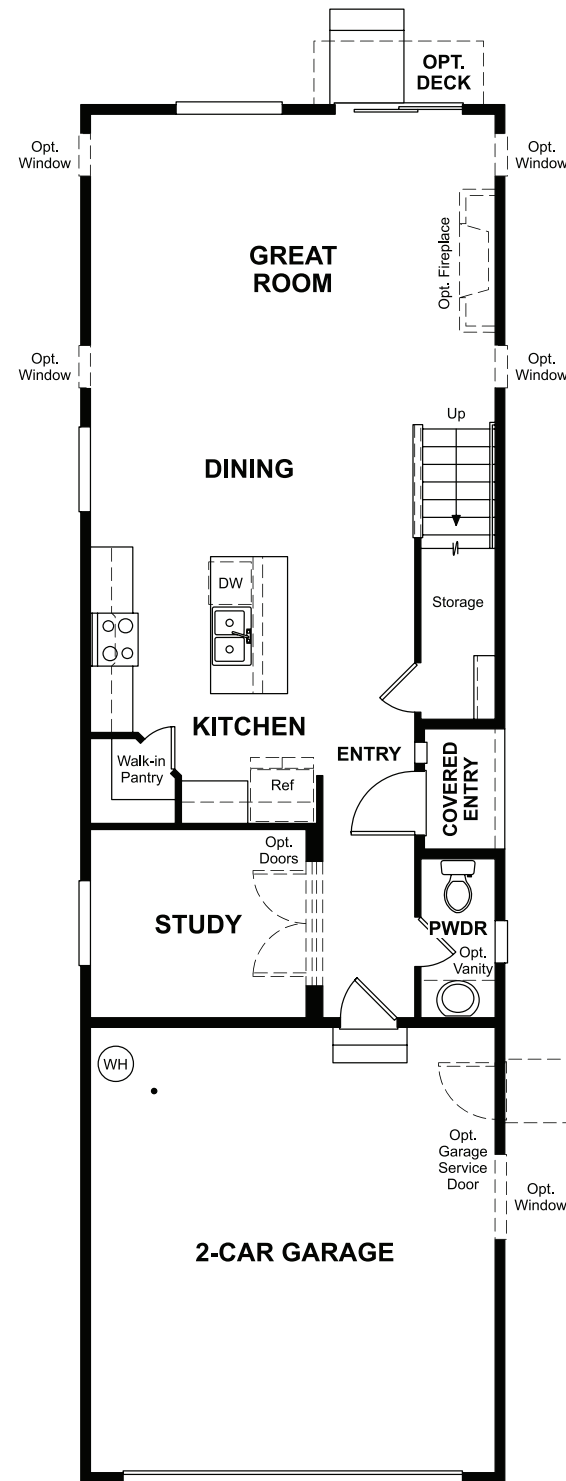 OPT.
DECK
Opt.
Window
Opt.
Window
GREAT
ROOM
Opt. Fireplace
Opt.
Window
Opt.
Window
Up
DINING
DW
Storage
KITCHEN
ENTRY
COVERED
ENTRY
Walk-in
Pantry
Ref
Opt.
Doors
STUDY
PWDR
Opt.
Vanity
WH
Opt.
Garage
Service
Door
Opt.
Window
2-CAR GARAGE